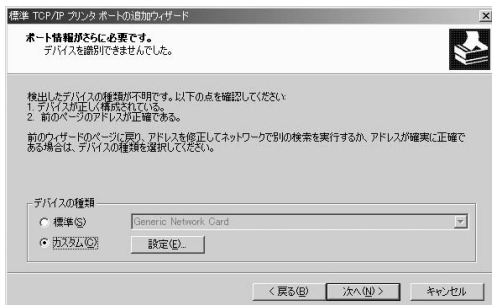 標準 TCP/IP プリンタ ポートの追加ウィザード
ポート情報がさらに必要です。
デバイスを識別できませんでした。
検出したデバイスの種類が不明です。以下の点を確認してください:
1. デバイスが正しく構成されている。
2. 前のページのアドレスが正確である。
前のウィザードのページに戻り、アドレスを修正してネットワークで別の検索を実行するか、アドレスが確実に正確で
ある場合は、デバイスの種類を選択してください。
デバイスの種類
標準(S)
Generic Network Card
カスタム(C)
設定(E)...
< 戻る(B)
次へ(N) >
キャンセル